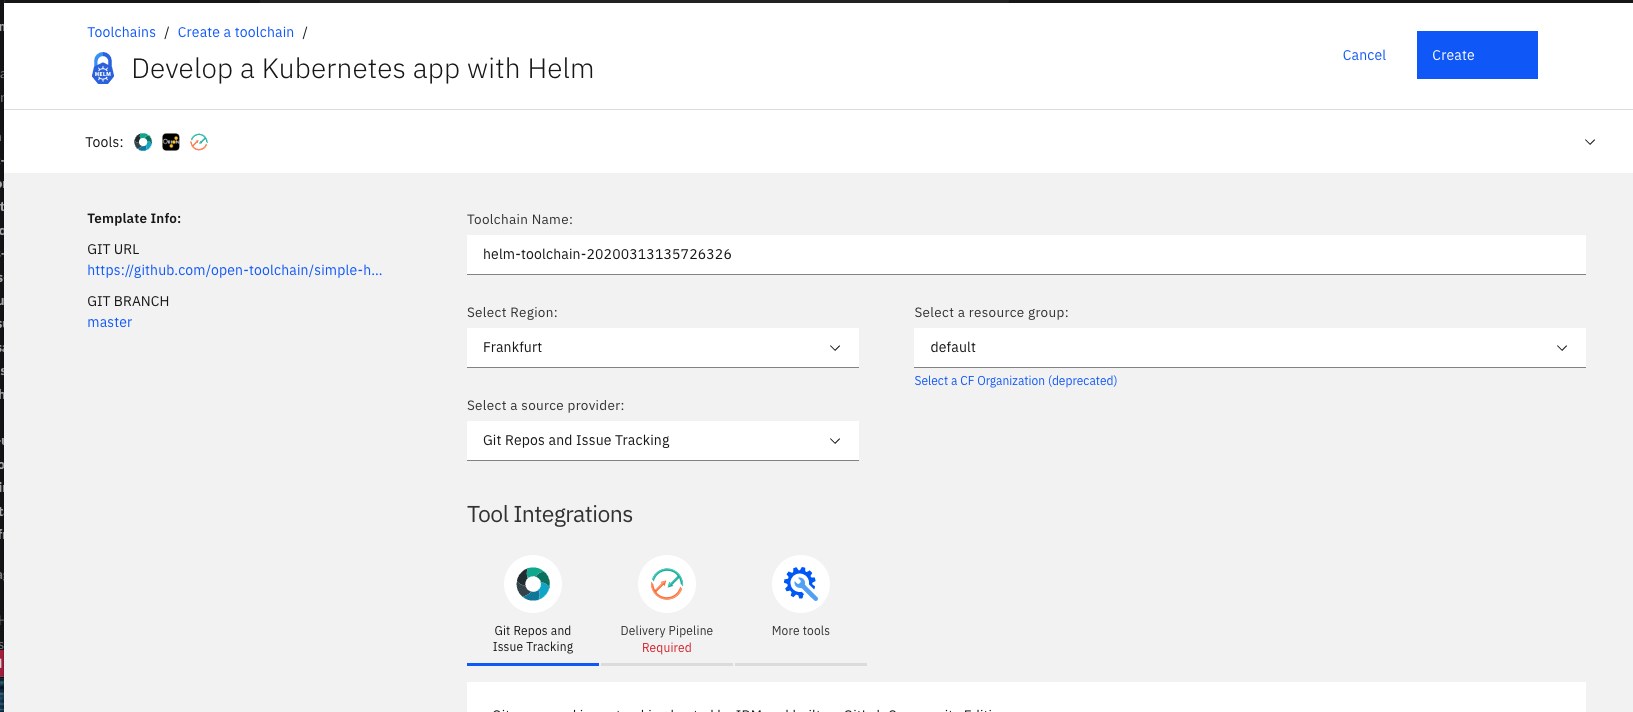 Toolchains / Create a toolchain /
HELM
Develop a Kubernetes app with Helm
Cancel
Create
Tools:
Template Info:
GIT URL
https://github.com/open-toolchain/simple-h...
GIT BRANCH
master
Toolchain Name:
helm-toolchain-20200313135726326
Select Region:
Frankfurt
Select a resource group:
default
Select a CF Organization (deprecated)
Select a source provider:
Git Repos and Issue Tracking
Tool Integrations
Git Repos and
Issue Tracking
Delivery Pipeline
Required
More tools